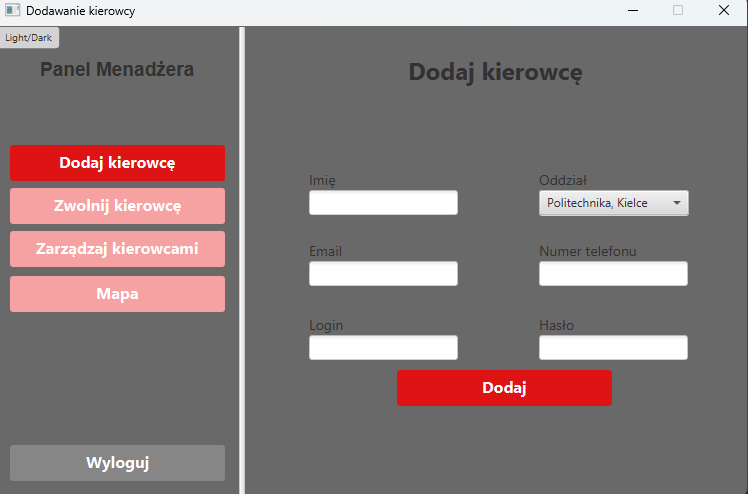 Dodawanie kierowcy
Light/Dark
Panel Menadżera
Dodaj kierowcę
Zwolnij kierowcę
Zarządzaj kierowcami
Mapa
Wyloguj
Dodaj kierowcę
Imię
Oddział
Politechnika, Kielce
Email
Numer telefonu
Login
Hasło
Dodaj